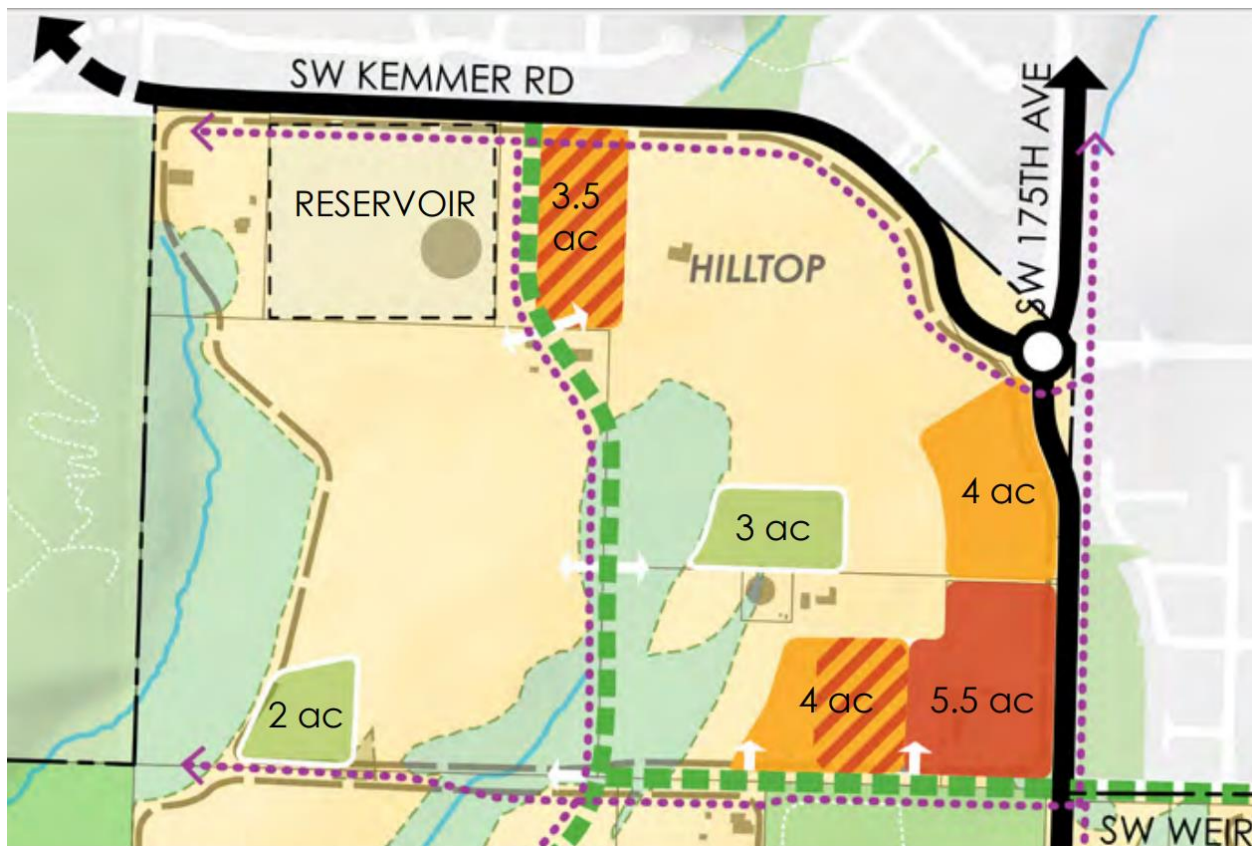 SW KEMMER RD
SW 175TH AVE
RESERVOIR
3.5
ac
HILLTOP
4 ac
3 ac
2 ac
4 ac
5.5 ac
SW WEIR